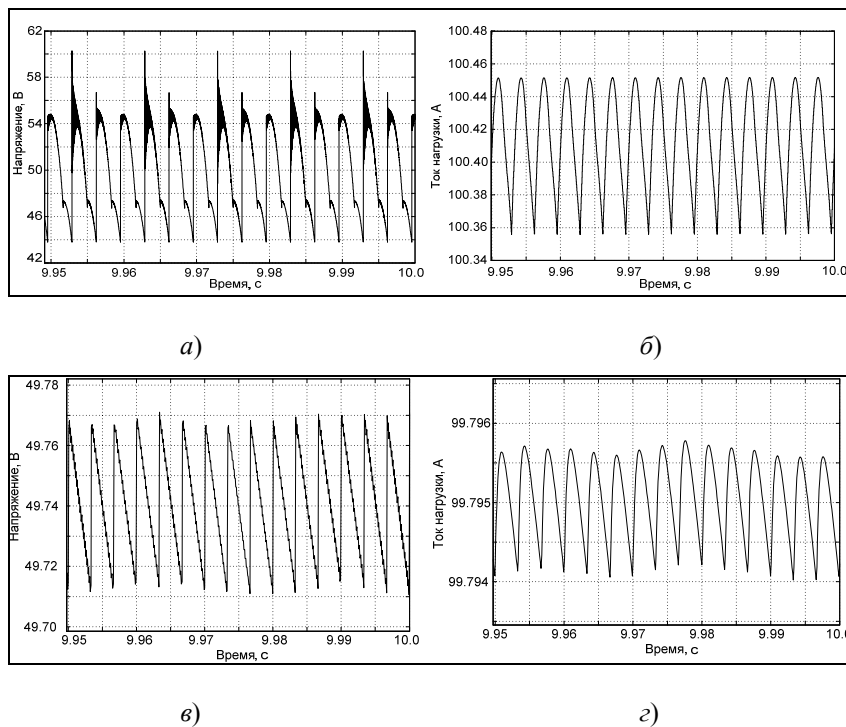 62
58
54
50
46
42
Напряжение, В
9.95 9.96 9.97 9.98 9.99 10.0
Время, с
100.48
100.46
100.44
100.42
100.40
100.38
100.36
100.34
Ток нагрузки, А
9.95 9.96 9.97 9.98 9.99 10.0
Время, с
а) б)
49.78
49.76
49.74
49.72
49.70
Напряжение, В
9.95 9.96 9.97 9.98 9.99 10.0
Время, с
99.796
99.795
99.794
Ток нагрузки, А
9.95 9.96 9.97 9.98 9.99 10.0
Время, с
в) г)